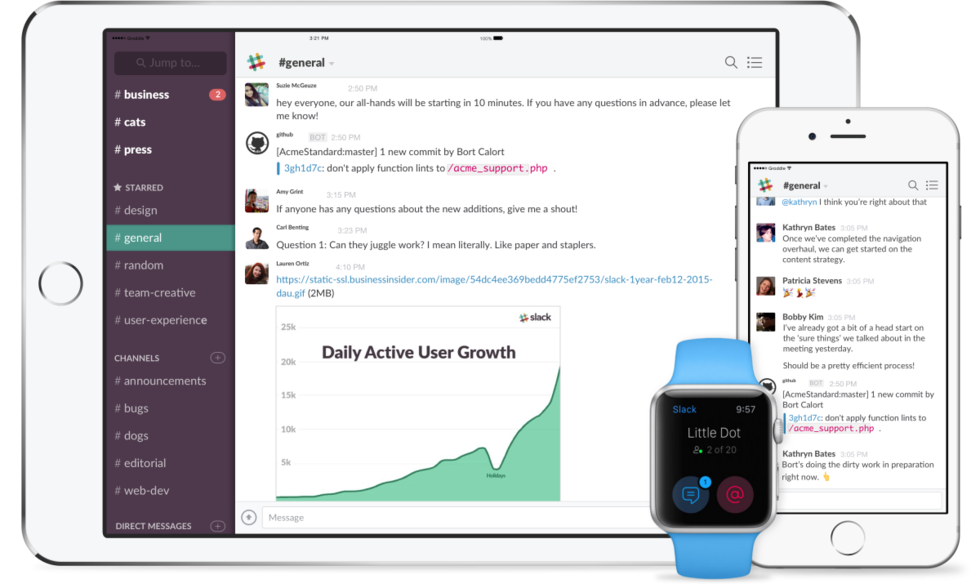 Groddle
3:21 PM
100%
Jump to...
# business 2
# cats
# press
STARRED
# design
# general
# random
# team-creative
# user-experience
CHANNELS +
# announcements
# bugs
# dogs
# editorial
# web-dev
DIRECT MESSAGES +
#general
Suzie McGeuze 2:50 PM
hey everyone, our all-hands will be starting in 10 minutes. If you have any questions in advance, please let
me know!
github BOT 2:50 PM
[AcmeStandard:master] 1 new commit by Bort Calort
3gh1d7c: don't apply function lints to /acme_support.php .
Amy Grint 3:15 PM
If anyone has any questions about the new additions, give me a shout!
Carl Benting 3:23 PM
Question 1: Can they juggle work? I mean literally. Like paper and staplers.
Lauren Ortiz 4:10 PM
https://static-ssl.businessinsider.com/image/54dc4ee369bedd4775ef2753/slack-1year-feb12-2015-
dau.gif (2MB)
slack
Daily Active User Growth
25k
20k
15k
10k
5k
Holidays
Message
Slack 9:57
Little Dot
2 of 20
1
@
Groddle
#general
@kathryn I think you're right about that
Kathryn Bates 3:05 PM
Once we've completed the navigation
overhaul, we can get started on the
content strategy.
Patricia Stevens 3:05 PM
🎉💃🎉
Bobby Kim 3:05 PM
I've already got a bit of a head start on
the 'sure things' we talked about in the
meeting yesterday.
Should be a pretty efficient process!
github BOT 2:50 PM
[AcmeStandard:master] 1 new commit by
Bort Calort
3gh1d7c: don't apply function lints to
/acme_support.php .
Kathryn Bates 3:05 PM
Bort's doing the dirty work in preparation
right now. 👆